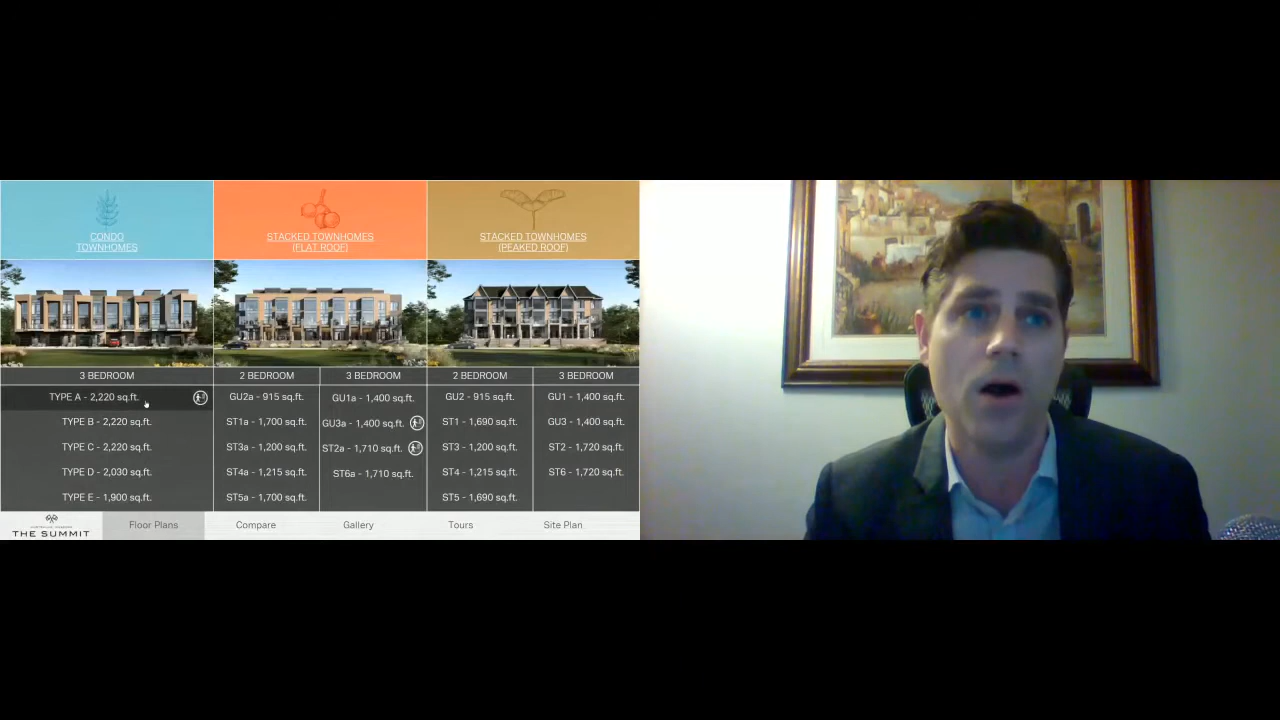 CONDO
TOWNHOMES
STACKED TOWNHOMES
(FLAT ROOF)
STACKED TOWNHOMES
(PEAKED ROOF)
3 BEDROOM
2 BEDROOM
3 BEDROOM
2 BEDROOM
3 BEDROOM
TYPE A - 2,220 sq.ft.
TYPE B - 2,220 sq.ft.
TYPE C - 2,220 sq.ft.
TYPE D - 2,030 sq.ft.
TYPE E - 1,900 sq.ft.
GU2a - 915 sq.ft.
ST1a - 1,700 sq.ft.
ST3a - 1,200 sq.ft.
ST4a - 1,215 sq.ft.
ST5a - 1,700 sq.ft.
GU1a - 1,400 sq.ft.
GU3a - 1,400 sq.ft.
ST2a - 1,710 sq.ft.
ST6a - 1,710 sq.ft.
GU2 - 915 sq.ft.
ST1 - 1,690 sq.ft.
ST3 - 1,200 sq.ft.
ST4 - 1,215 sq.ft.
ST5 - 1,690 sq.ft.
GU1 - 1,400 sq.ft.
GU3 - 1,400 sq.ft.
ST2 - 1,720 sq.ft.
ST6 - 1,720 sq.ft.
THE SUMMIT
Floor Plans
Compare
Gallery
Tours
Site Plan